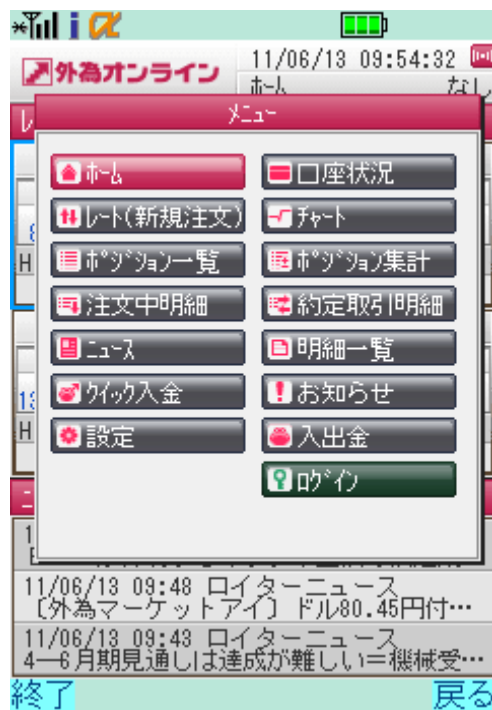 外為オンライン
11/06/13 09:54:32
ホーム なし
レ
メニュー
ホーム 口座状況
レート(新規注文) チャート
ポジション一覧 ポジション集計
注文中明細 約定取引明細
ニュース 明細一覧
クイック入金 お知らせ
設定 入出金
ログイン
H
13
H
ニ
11/06/13 09:48 ロイターニュース
〔外為マーケットアイ〕ドル80.45円付…
11/06/13 09:43 ロイターニュース
4―6月期見通しは達成が難しい=機械受…
終了 戻る